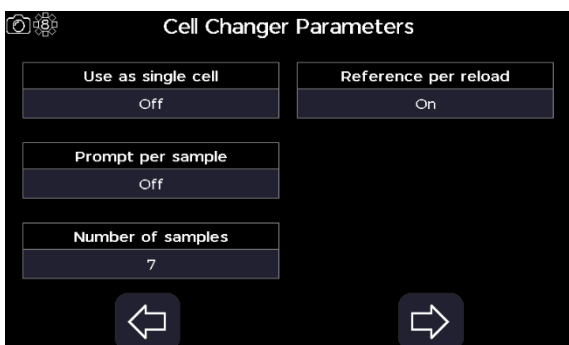 8
Cell Changer Parameters
Use as single cell
Off
Reference per reload
On
Prompt per sample
Off
Number of samples
7